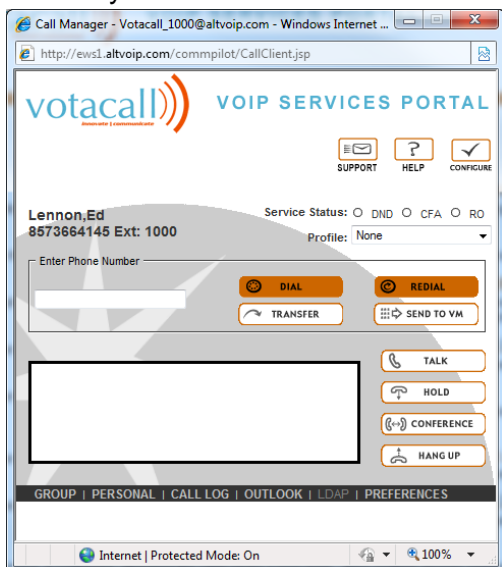 Call Manager - Votacall_1000@altvoip.com - Windows Internet ...
http://ews1.altvoip.com/commpilot/CallClient.jsp
votacall
innovate | communicate
VOIP SERVICES PORTAL
SUPPORT HELP CONFIGURE
Lennon,Ed
8573664145 Ext: 1000
Service Status: DND CFA RO
Profile: None
Enter Phone Number
DIAL REDIAL
TRANSFER SEND TO VM
TALK
HOLD
CONFERENCE
HANG UP
GROUP | PERSONAL | CALL LOG | OUTLOOK | LDAP | PREFERENCES
Internet | Protected Mode: On 100%